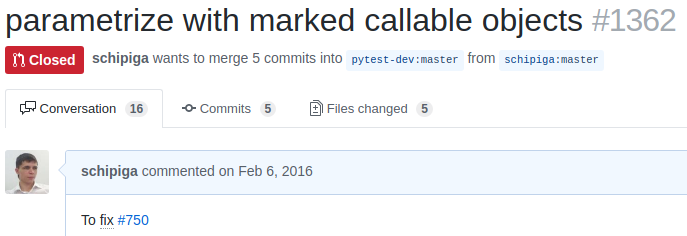 parametrize with marked callable objects #1362
Closed schipiga wants to merge 5 commits into pytest-dev:master from schipiga:master
Conversation 16 Commits 5 Files changed 5
schipiga commented on Feb 6, 2016
To fix #750